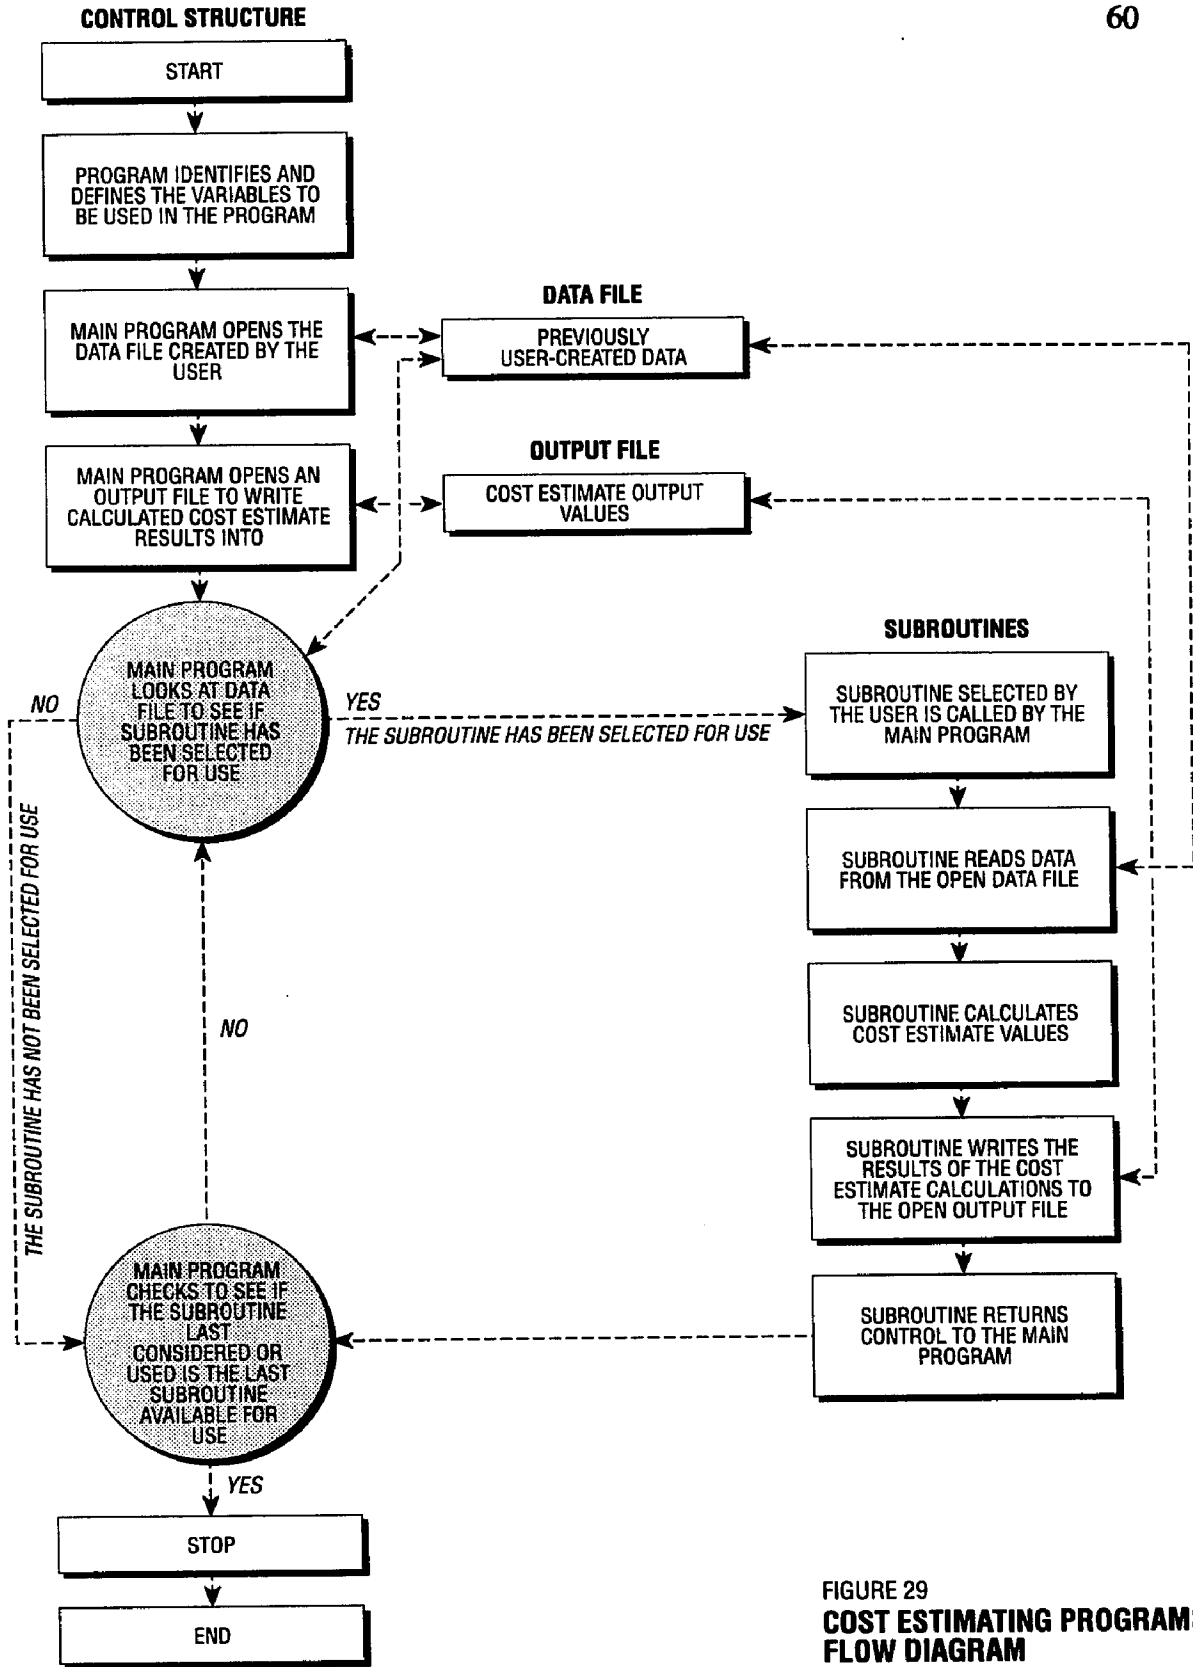 60
CONTROL STRUCTURE
START
PROGRAM IDENTIFIES AND
DEFINES THE VARIABLES TO
BE USED IN THE PROGRAM
MAIN PROGRAM OPENS THE
DATA FILE CREATED BY THE
USER
DATA FILE
PREVIOUSLY
USER-CREATED DATA
MAIN PROGRAM OPENS AN
OUTPUT FILE TO WRITE
CALCULATED COST ESTIMATE
RESULTS INTO
OUTPUT FILE
COST ESTIMATE OUTPUT
VALUES
MAIN PROGRAM
LOOKS AT DATA
FILE TO SEE IF
SUBROUTINE HAS
BEEN SELECTED
FOR USE
NO
THE SUBROUTINE HAS NOT BEEN SELECTED FOR USE
YES
THE SUBROUTINE HAS BEEN SELECTED FOR USE
SUBROUTINES
SUBROUTINE SELECTED BY
THE USER IS CALLED BY THE
MAIN PROGRAM
SUBROUTINE READS DATA
FROM THE OPEN DATA FILE
SUBROUTINE CALCULATES
COST ESTIMATE VALUES
SUBROUTINE WRITES THE
RESULTS OF THE COST
ESTIMATE CALCULATIONS TO
THE OPEN OUTPUT FILE
SUBROUTINE RETURNS
CONTROL TO THE MAIN
PROGRAM
NO
MAIN PROGRAM
CHECKS TO SEE IF
THE SUBROUTINE
LAST
CONSIDERED OR
USED IS THE LAST
SUBROUTINE
AVAILABLE FOR
USE
YES
STOP
END
FIGURE 29
COST ESTIMATING PROGRAMS
FLOW DIAGRAM